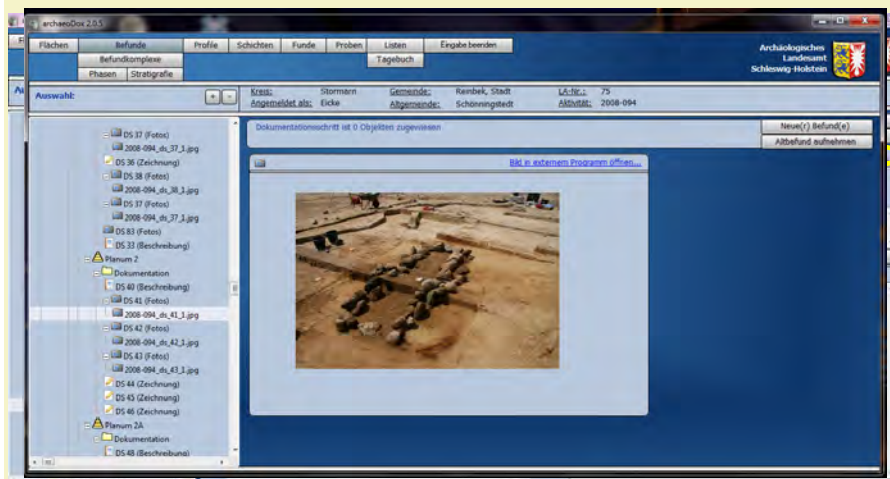 archaeoDox 2.0.5
Flächen Befunde Profile Schichten Funde Proben Listen Eingabe beenden
Befundkomplexe Tagebuch
Phasen Stratigrafie
Archäologisches
Landesamt
Schleswig-Holstein
Auswahl: + -
Kreis: Stormarn Gemeinde: Reinbek, Stadt LA-Nr.: 75
Angemeldet als: Eicke Altgemeinde: Schönningstedt Aktivität: 2008-094
Dokumentationsschritt ist 0 Objekten zugewiesen
Neue(r) Befund(e)
Altbefund aufnehmen
Bild in externem Programm öffnen...
DS 37 (Fotos)
2008-094_ds_37_1.jpg
DS 36 (Zeichnung)
DS 38 (Fotos)
2008-094_ds_38_1.jpg
DS 37 (Fotos)
2008-094_ds_37_1.jpg
DS 83 (Fotos)
DS 33 (Beschreibung)
Planum 2
Dokumentation
DS 40 (Beschreibung)
DS 41 (Fotos)
2008-094_ds_41_1.jpg
DS 42 (Fotos)
2008-094_ds_42_1.jpg
DS 43 (Fotos)
2008-094_ds_43_1.jpg
DS 44 (Zeichnung)
DS 45 (Zeichnung)
DS 46 (Zeichnung)
Planum 2A
Dokumentation
DS 48 (Beschreibung)